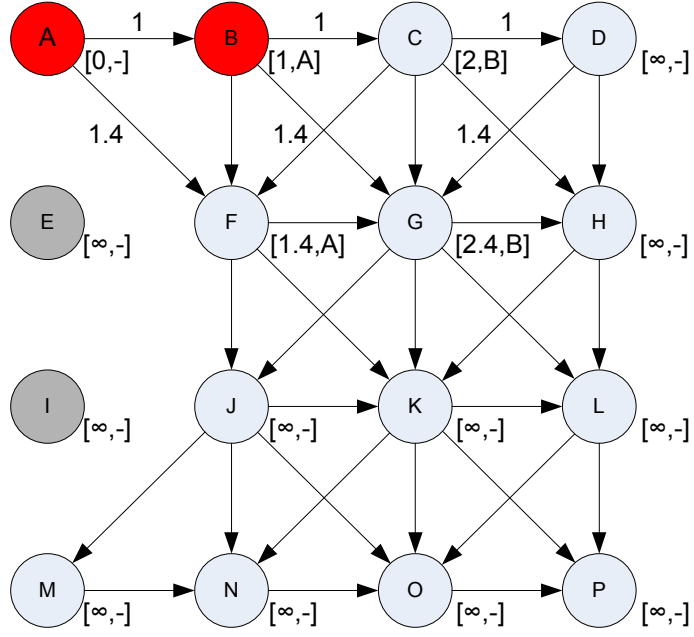 A 1 B 1 C 1 D
[0,-] [1,A] [2,B] [∞,-]
1.4 1.4 1.4
E F G H
[∞,-] [1.4,A] [2.4,B] [∞,-]
I J K L
[∞,-] [∞,-] [∞,-] [∞,-]
M N O P
[∞,-] [∞,-] [∞,-] [∞,-]